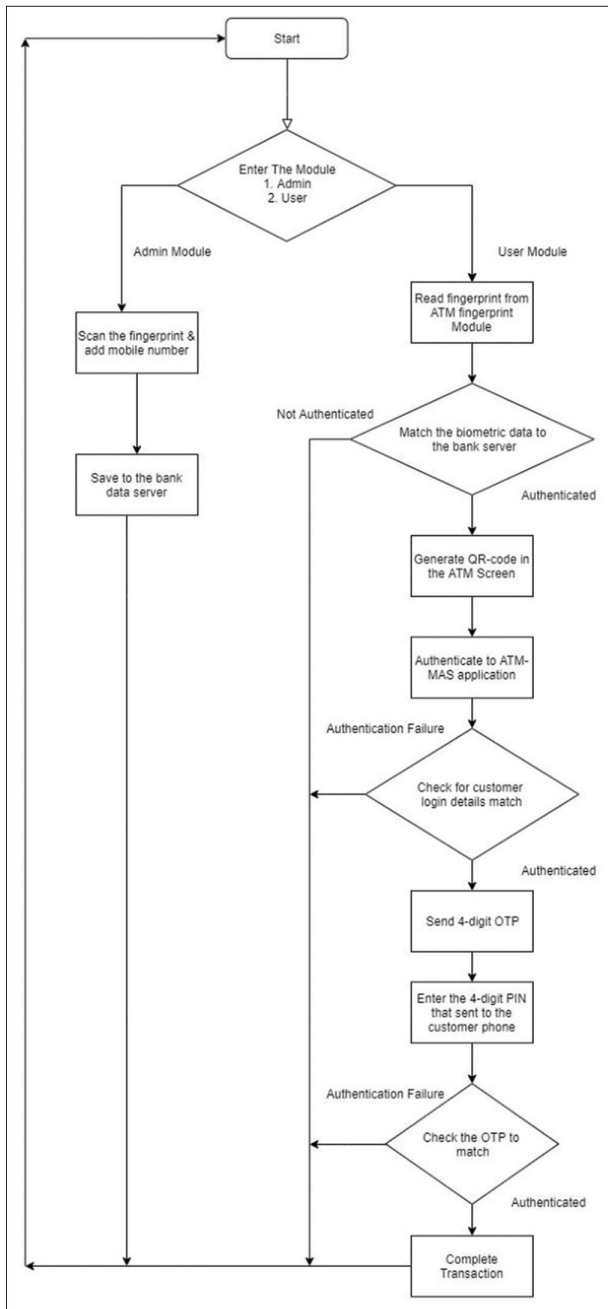 Start
Enter The Module
1. Admin
2. User
Admin Module
User Module
Scan the fingerprint &
add mobile number
Read fingerprint from
ATM fingerprint
Module
Not Authenticated
Match the biometric data to
the bank server
Save to the bank
data server
Authenticated
Generate QR-code in
the ATM Screen
Authenticate to ATM-
MAS application
Authentication Failure
Check for customer
login details match
Authenticated
Send 4-digit OTP
Enter the 4-digit PIN
that sent to the
customer phone
Authentication Failure
Check the OTP to
match
Authenticated
Complete
Transaction